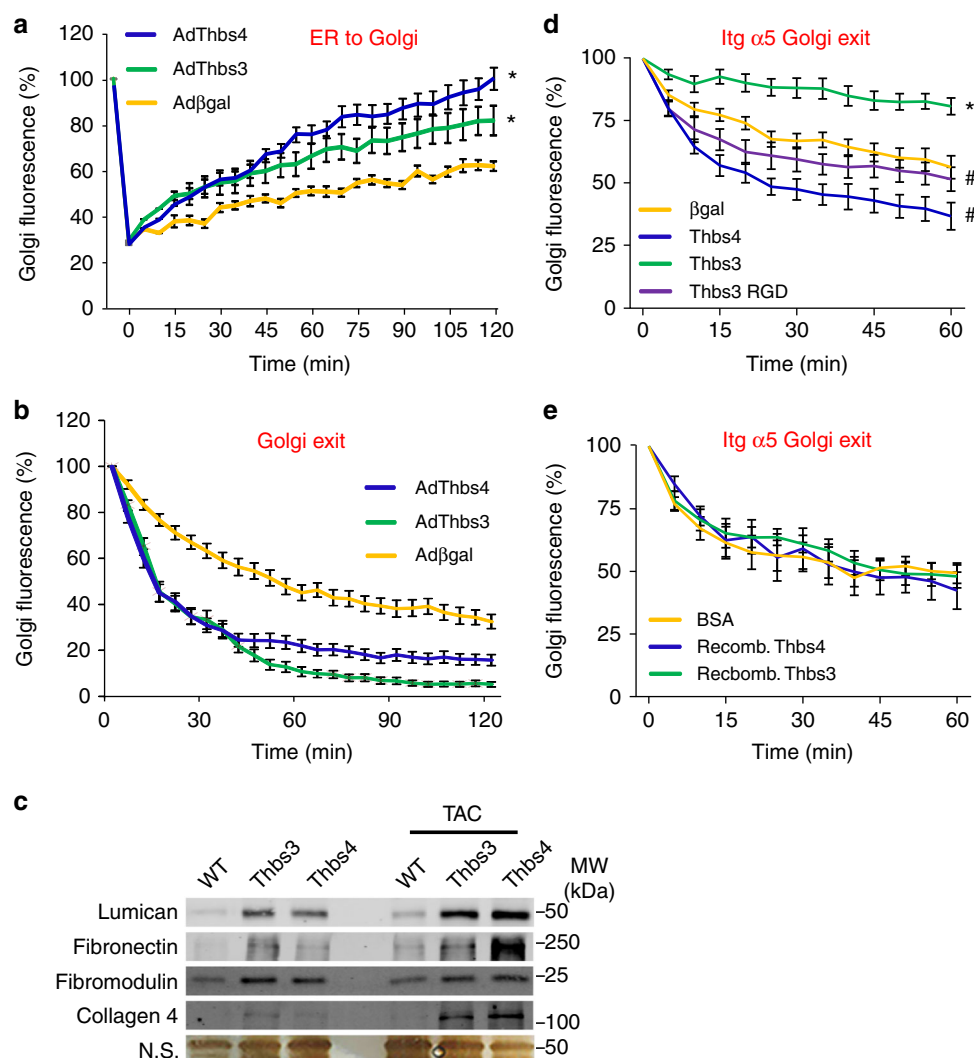 a
ER to Golgi
AdThbs4
AdThbs3
Adβgal
Golgi fluorescence (%)
120
100
80
60
40
20
0
*
*
0 15 30 45 60 75 90 105 120
Time (min)
b
Golgi exit
AdThbs4
AdThbs3
Adβgal
Golgi fluorescence (%)
120
100
80
60
40
20
0
0 30 60 90 120
Time (min)
c
TAC
WT Thbs3 Thbs4 WT Thbs3 Thbs4
MW
(kDa)
Lumican –50
Fibronectin –250
Fibromodulin –25
Collagen 4 –100
N.S. –50
d
Itg α5 Golgi exit
Golgi fluorescence (%)
100
75
50
25
0
*
#
#
βgal
Thbs4
Thbs3
Thbs3 RGD
0 15 30 45 60
Time (min)
e
Itg α5 Golgi exit
Golgi fluorescence (%)
100
75
50
25
0
BSA
Recomb. Thbs4
Recbomb. Thbs3
0 15 30 45 60
Time (min)